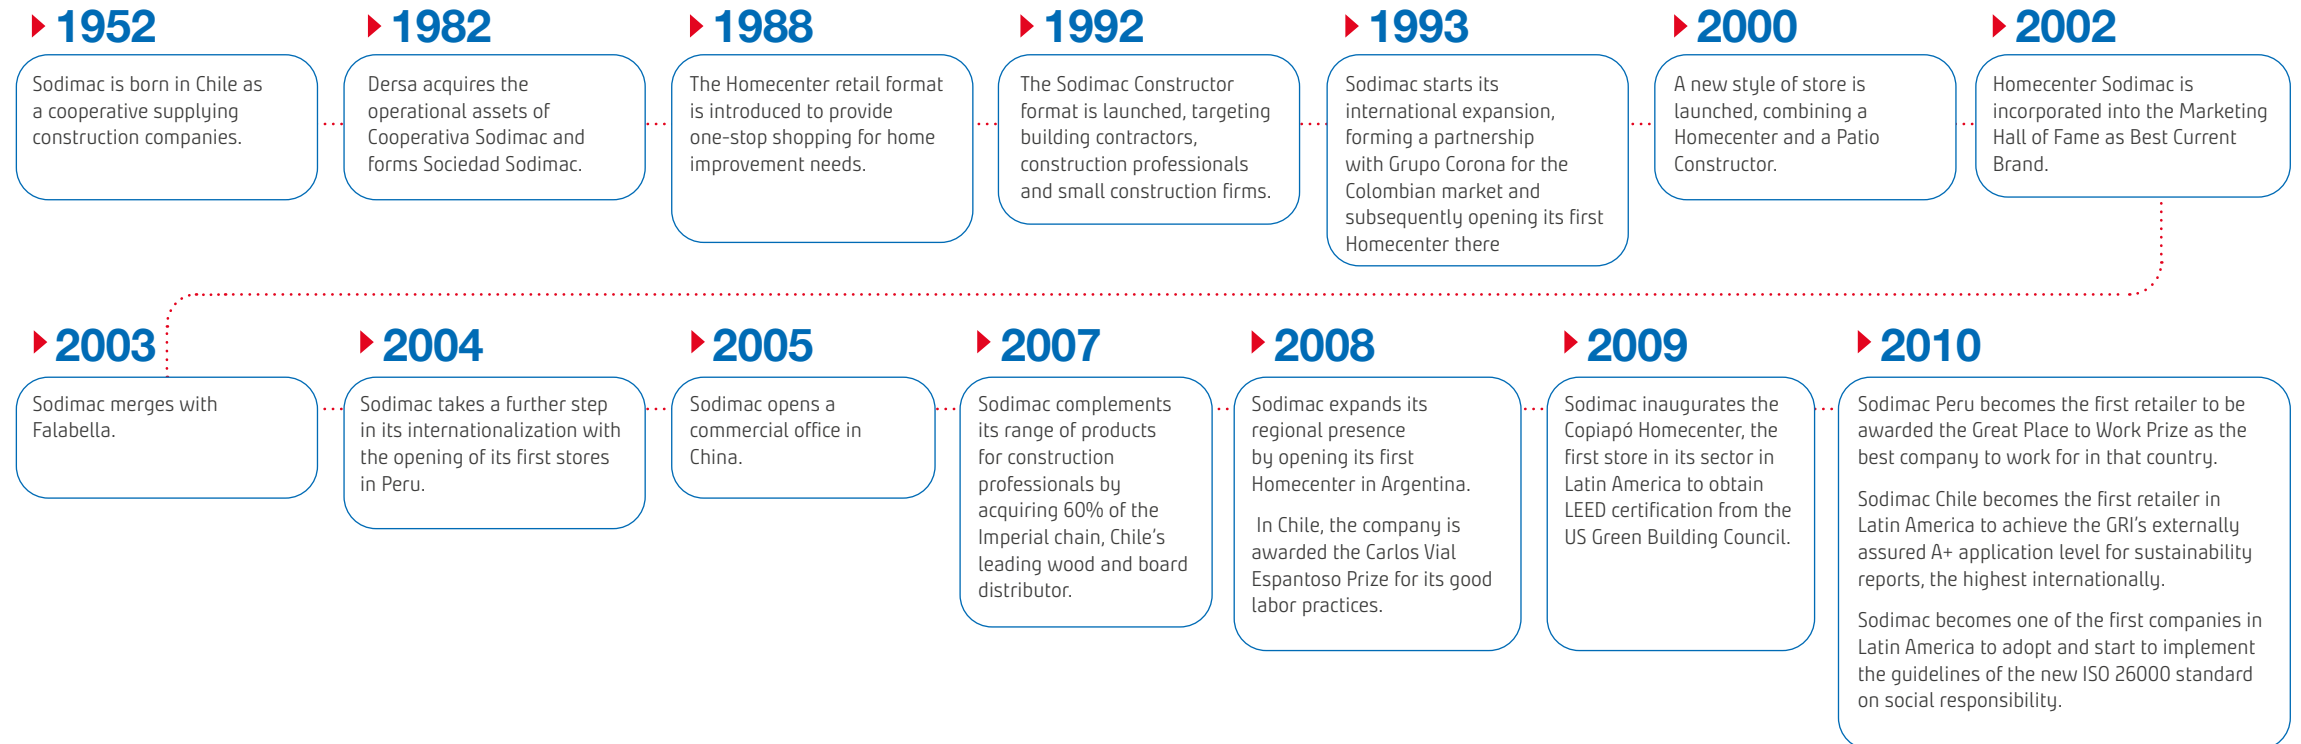 1952
Sodimac is born in Chile as
a cooperative supplying
construction companies.
1982
Dersa acquires the
operational assets of
Cooperativa Sodimac and
forms Sociedad Sodimac.
1988
The Homecenter retail format
is introduced to provide
one-stop shopping for home
improvement needs.
1992
The Sodimac Constructor
format is launched, targeting
building contractors,
construction professionals
and small construction firms.
1993
Sodimac starts its
international expansion,
forming a partnership
with Grupo Corona for the
Colombian market and
subsequently opening its first
Homecenter there
2000
A new style of store is
launched, combining a
Homecenter and a Patio
Constructor.
2002
Homecenter Sodimac is
incorporated into the Marketing
Hall of Fame as Best Current
Brand.
2003
Sodimac merges with
Falabella.
2004
Sodimac takes a further step
in its internationalization with
the opening of its first stores
in Peru.
2005
Sodimac opens a
commercial office in
China.
2007
Sodimac complements
its range of products
for construction
professionals by
acquiring 60% of the
Imperial chain, Chile's
leading wood and board
distributor.
2008
Sodimac expands its
regional presence
by opening its first
Homecenter in Argentina.
In Chile, the company is
awarded the Carlos Vial
Espantoso Prize for its good
labor practices.
2009
Sodimac inaugurates the
Copiapó Homecenter, the
first store in its sector in
Latin America to obtain
LEED certification from the
US Green Building Council.
2010
Sodimac Peru becomes the first retailer to be
awarded the Great Place to Work Prize as the
best company to work for in that country.
Sodimac Chile becomes the first retailer in
Latin America to achieve the GRI's externally
assured A+ application level for sustainability
reports, the highest internationally.
Sodimac becomes one of the first companies in
Latin America to adopt and start to implement
the guidelines of the new ISO 26000 standard
on social responsibility.